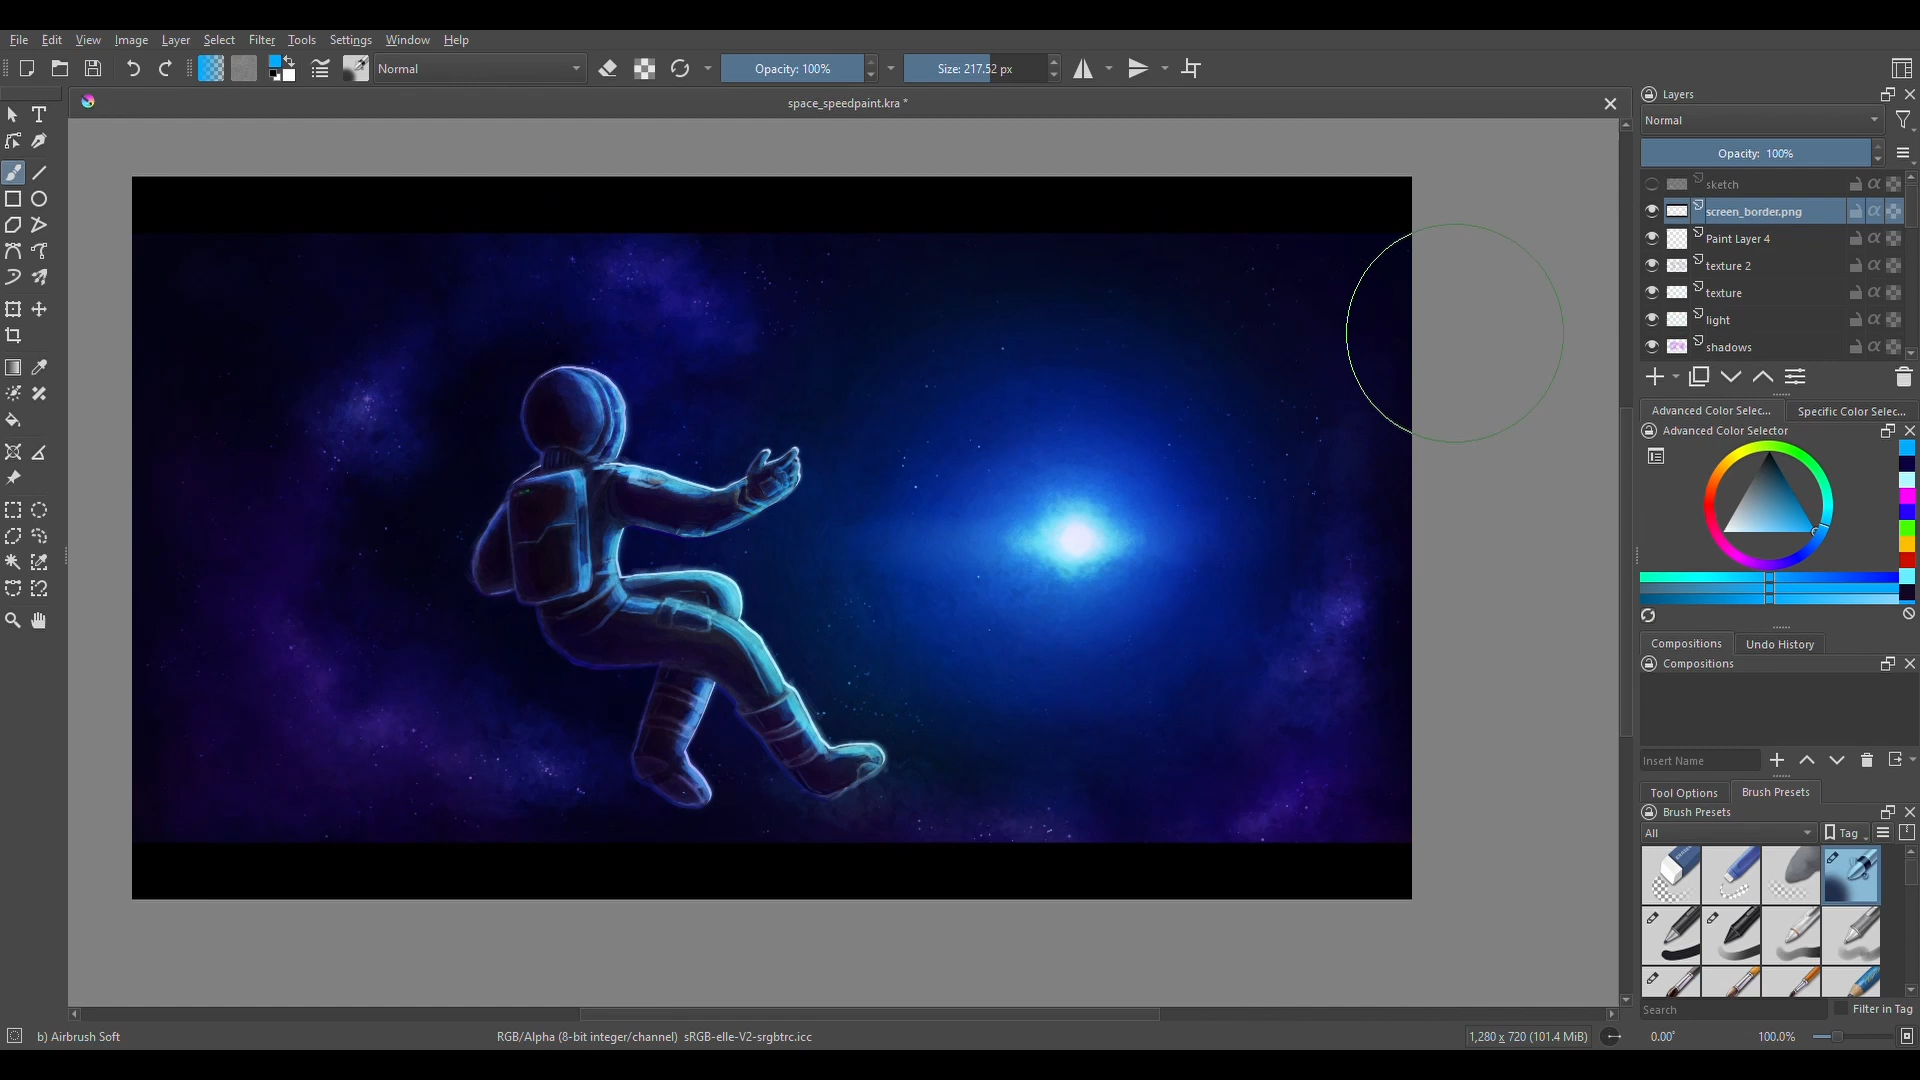 File Edit View Image Layer Select Filter Tools Settings Window Help
Normal Opacity: 100% Size: 217.52 px
space_speedpaint.kra *
Layers
Normal
Opacity: 100%
sketch
screen_border.png
Paint Layer 4
texture 2
texture
light
shadows
Advanced Color Selec... Specific Color Selec...
Advanced Color Selector
Compositions Undo History
Compositions
Insert Name
Tool Options Brush Presets
Brush Presets
All Tag
Search Filter in Tag
b) Airbrush Soft RGB/Alpha (8-bit integer/channel) sRGB-elle-V2-srgbtrc.icc 1,280 x 720 (101.4 MiB) 0.00° 100.0%